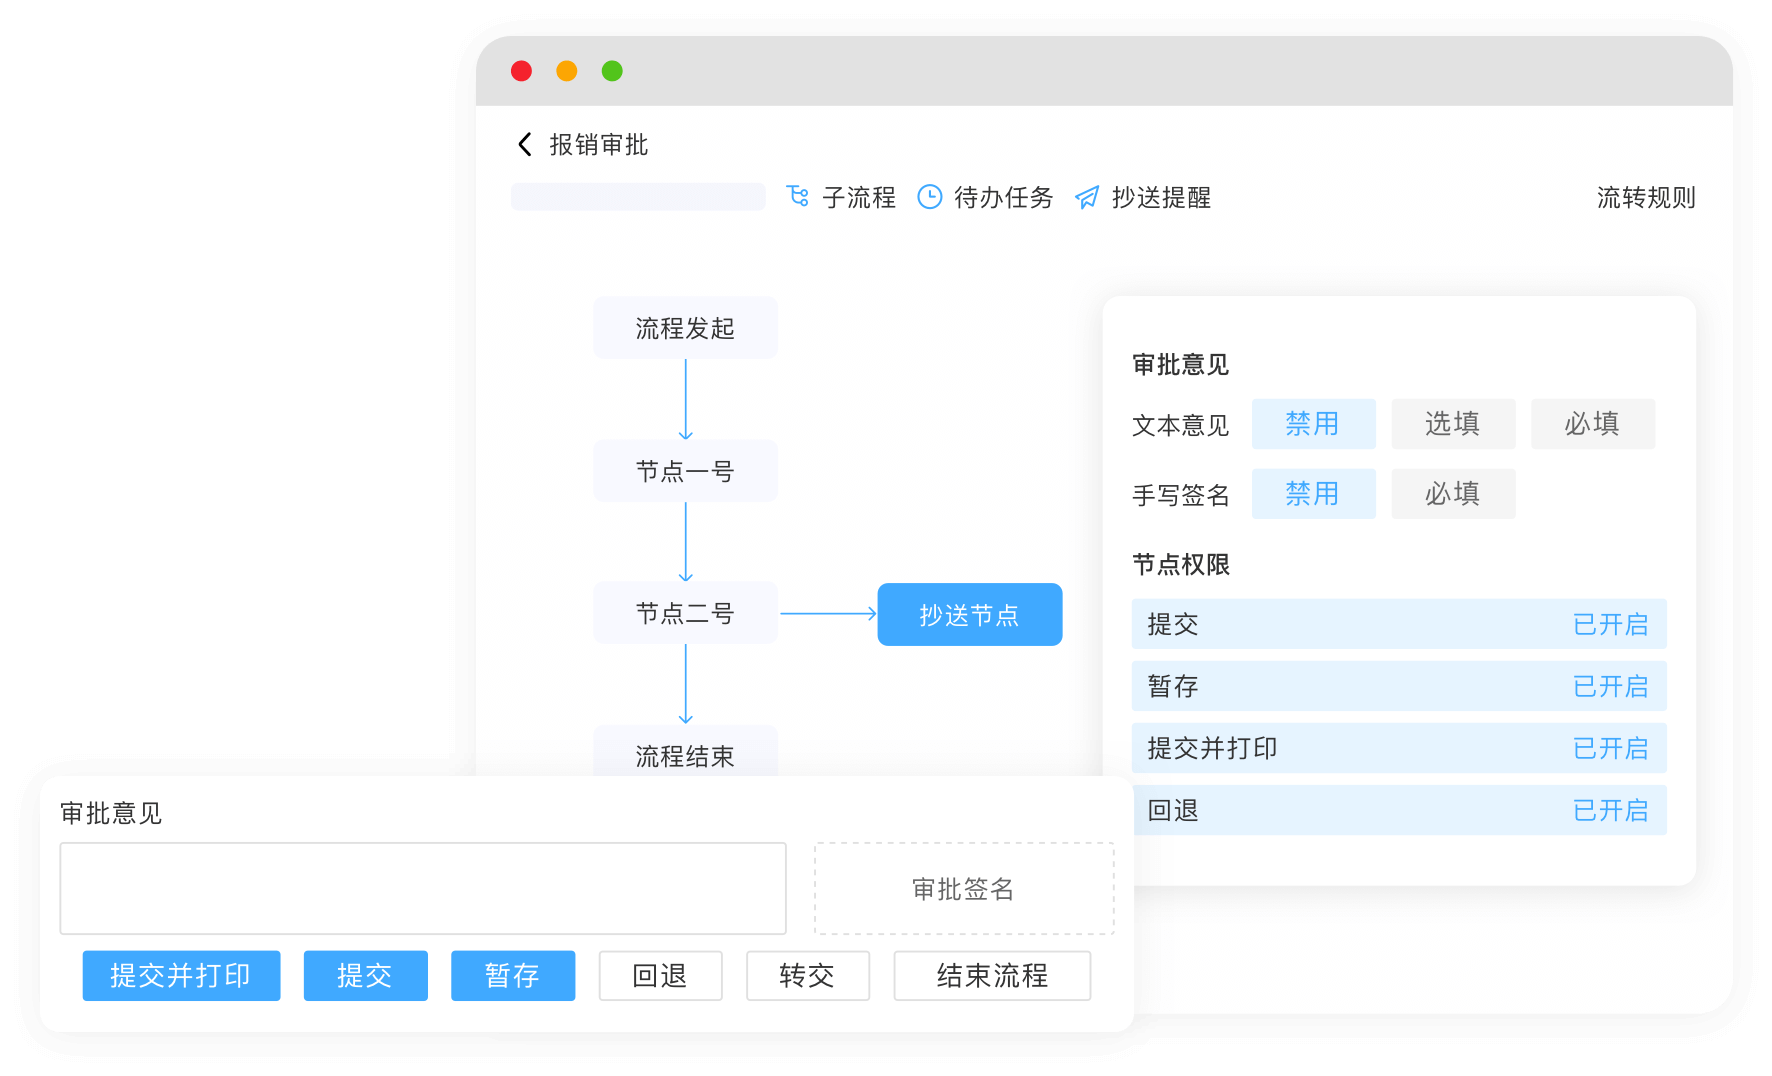 报销审批
子流程 待办任务 抄送提醒 流转规则
流程发起
节点一号
节点二号 抄送节点
流程结束
审批意见
文本意见 禁用 选填 必填
手写签名 禁用 必填
节点权限
提交 已开启
暂存 已开启
提交并打印 已开启
回退 已开启
审批意见
审批签名
提交并打印 提交 暂存 回退 转交 结束流程